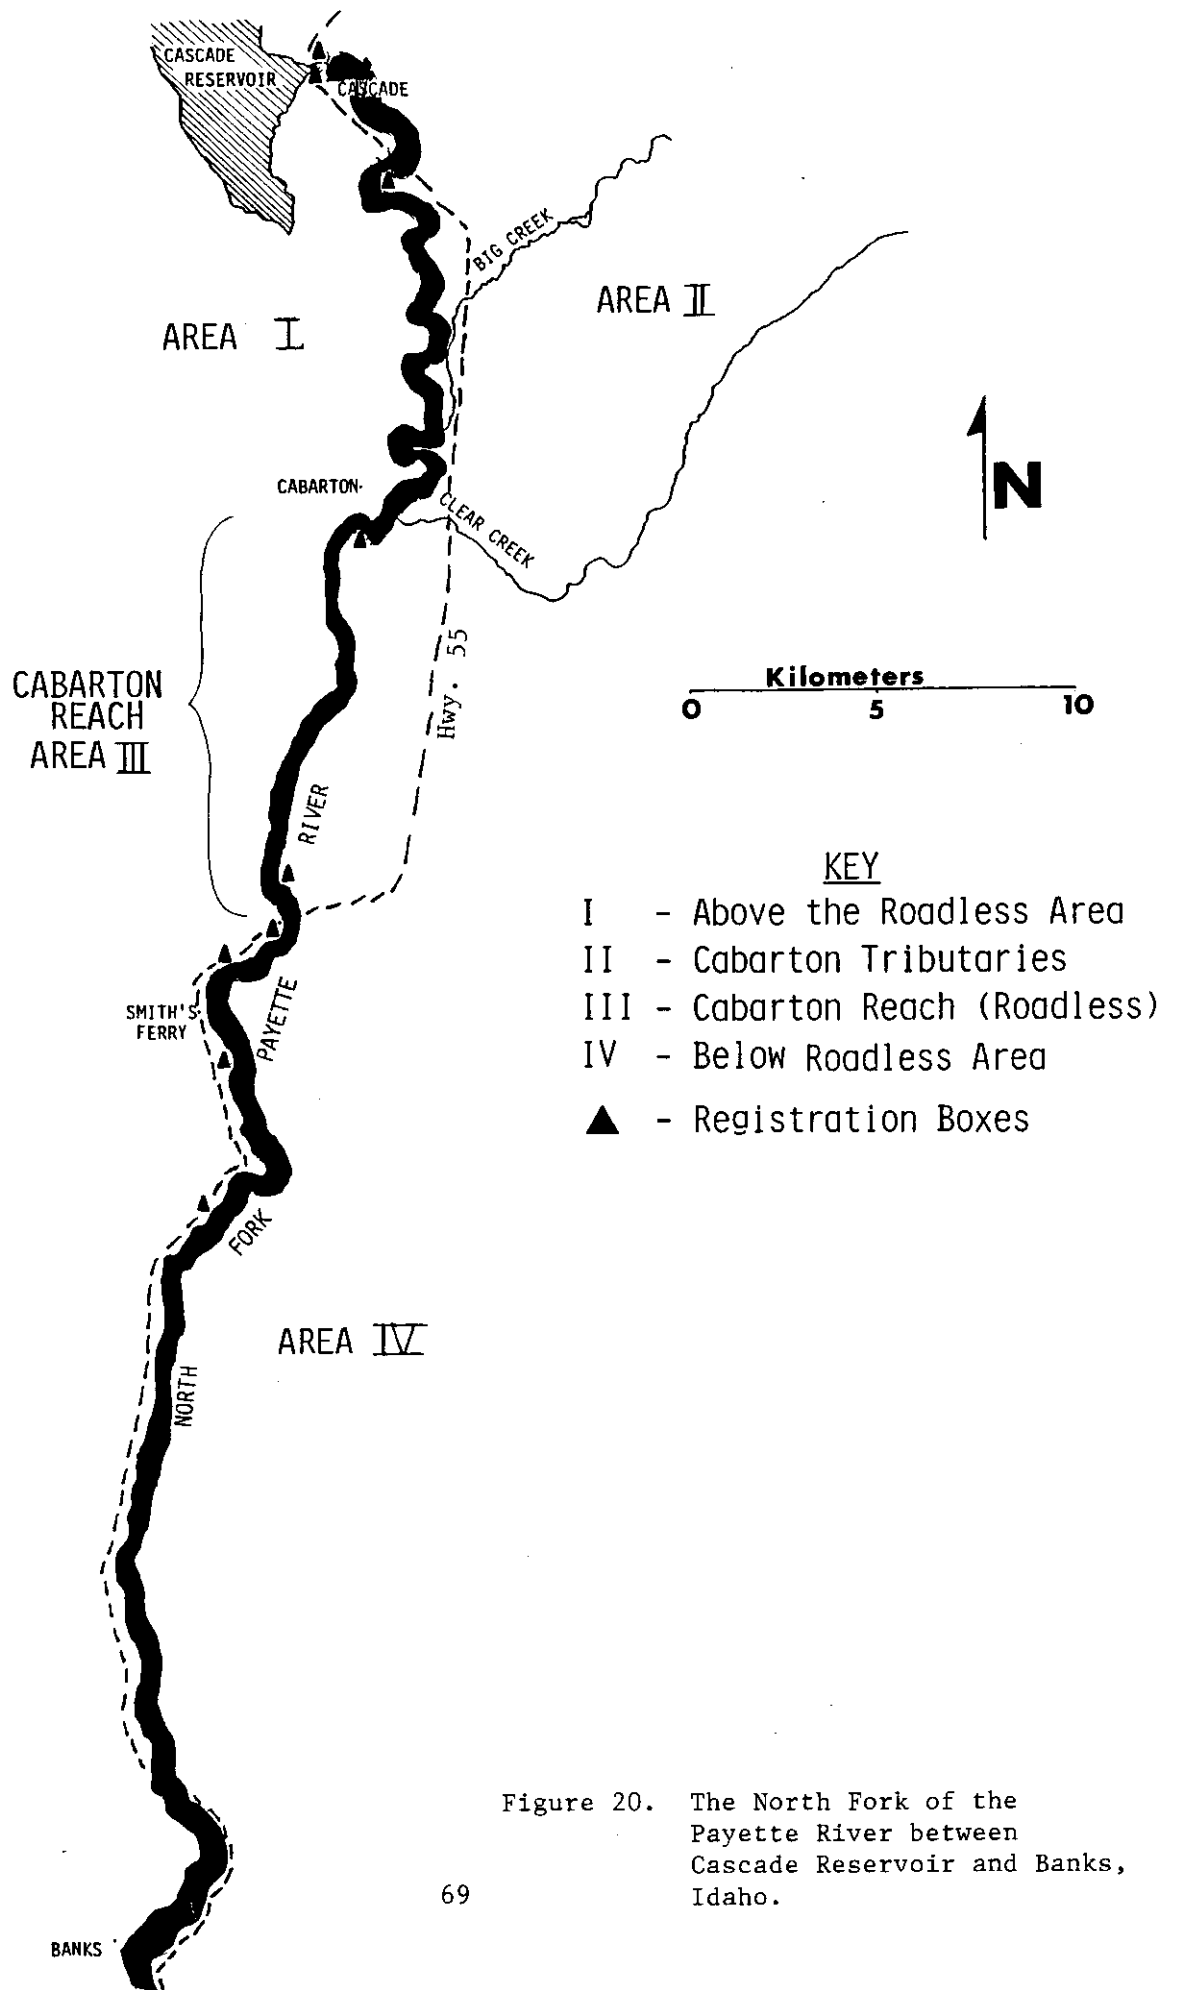 CASCADE
RESERVOIR
CASCADE
BIG CREEK
AREA II
AREA I
N
CABARTON
CLEAR CREEK
Hwy. 55
Kilometers
0 5 10
CABARTON
REACH
AREA III
RIVER
KEY
I - Above the Roadless Area
II - Cabarton Tributaries
III - Cabarton Reach (Roadless)
IV - Below Roadless Area
▲ - Registration Boxes
SMITH'S
FERRY
PAYETTE
FORK
AREA IV
NORTH
Figure 20. The North Fork of the
Payette River between
Cascade Reservoir and Banks,
Idaho.
69
BANKS